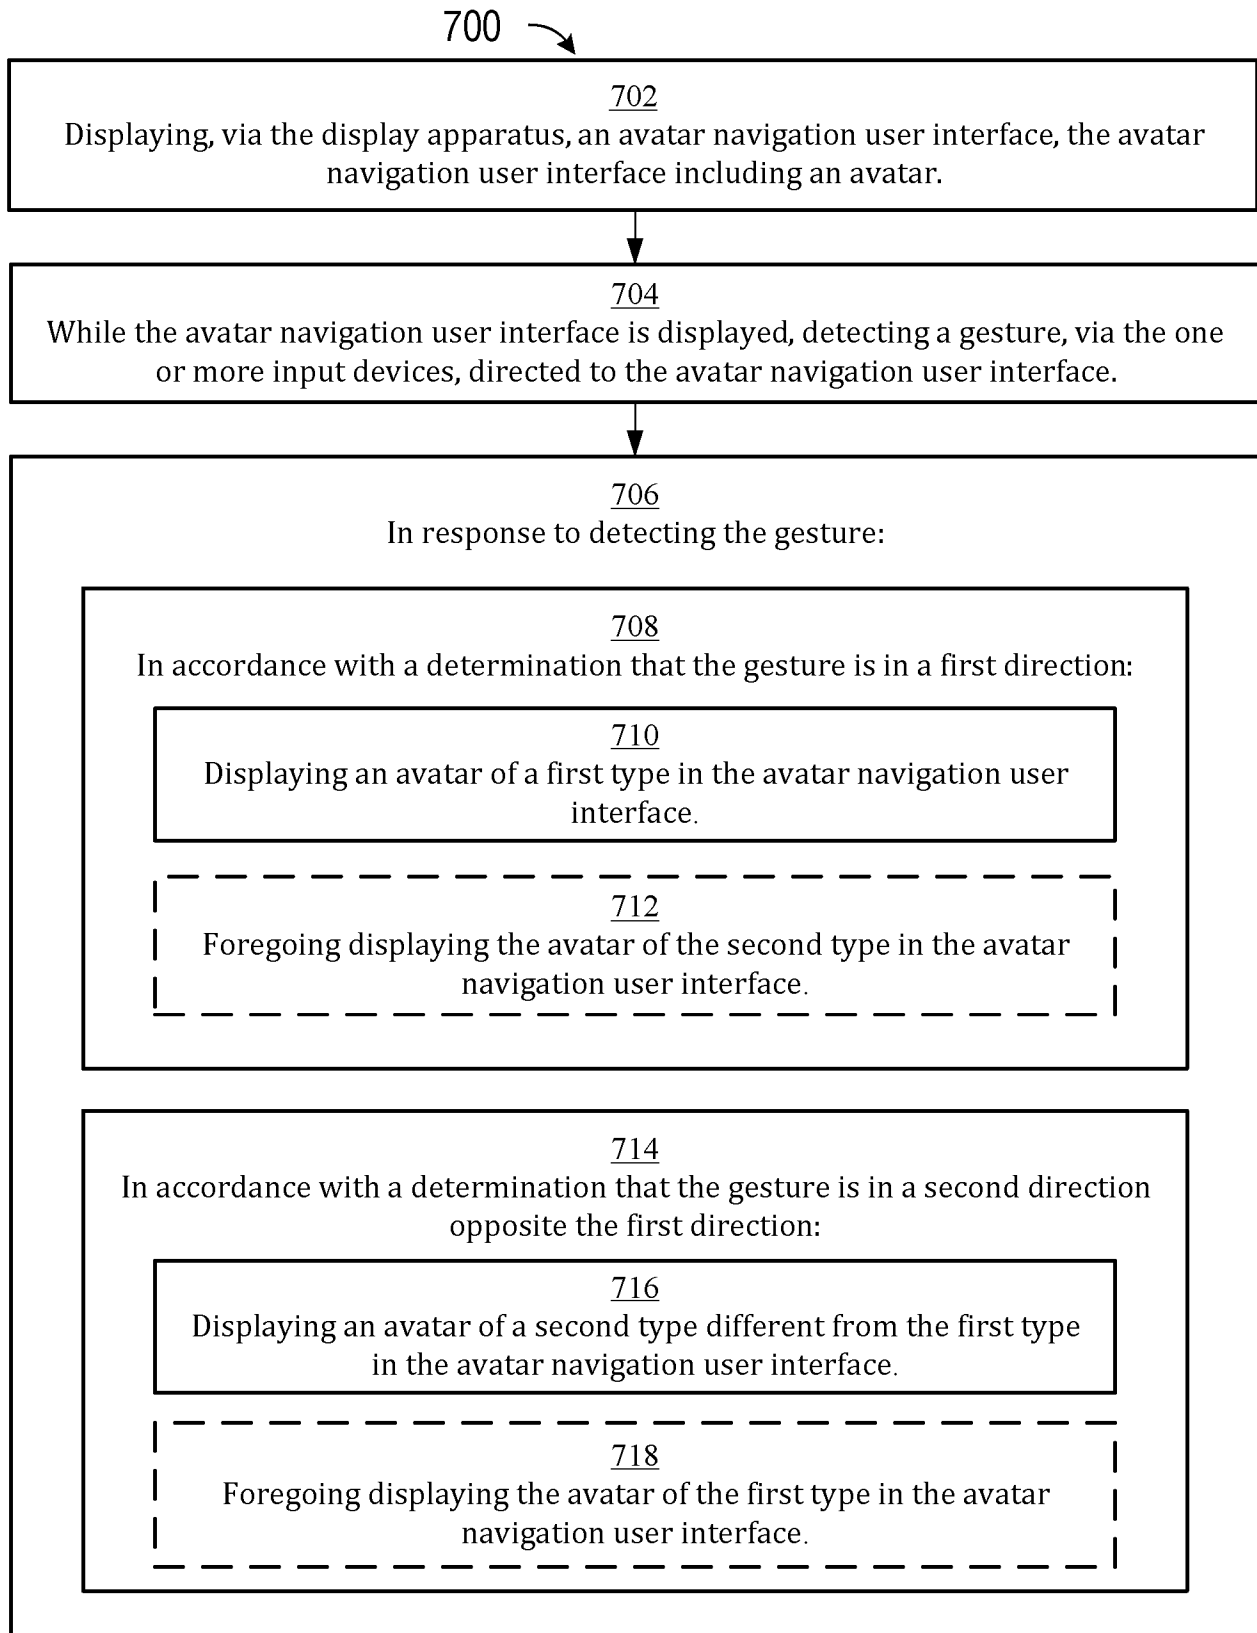 700
702
Displaying, via the display apparatus, an avatar navigation user interface, the avatar
navigation user interface including an avatar.
704
While the avatar navigation user interface is displayed, detecting a gesture, via the one
or more input devices, directed to the avatar navigation user interface.
706
In response to detecting the gesture:
708
In accordance with a determination that the gesture is in a first direction:
710
Displaying an avatar of a first type in the avatar navigation user
interface.
712
Foregoing displaying the avatar of the second type in the avatar
navigation user interface.
714
In accordance with a determination that the gesture is in a second direction
opposite the first direction:
716
Displaying an avatar of a second type different from the first type
in the avatar navigation user interface.
718
Foregoing displaying the avatar of the first type in the avatar
navigation user interface.